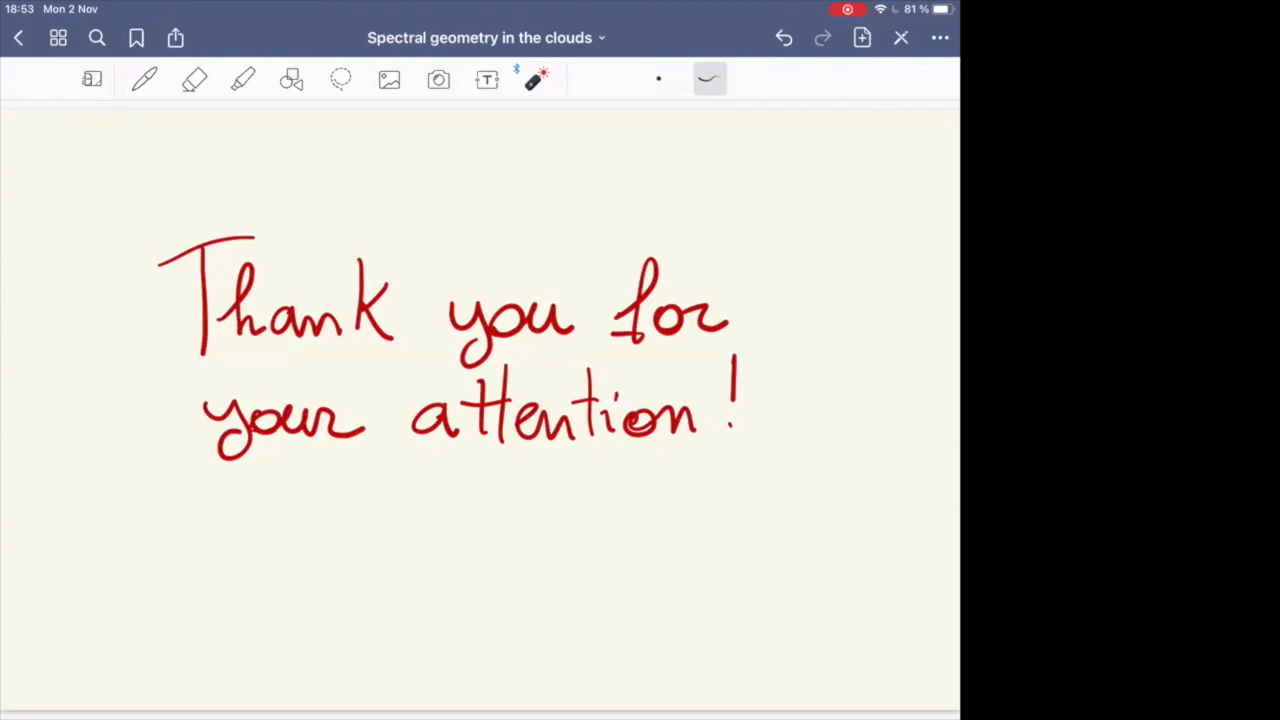 18:53 Mon 2 Nov
81 %
Spectral geometry in the clouds
Thank you for
your attention!